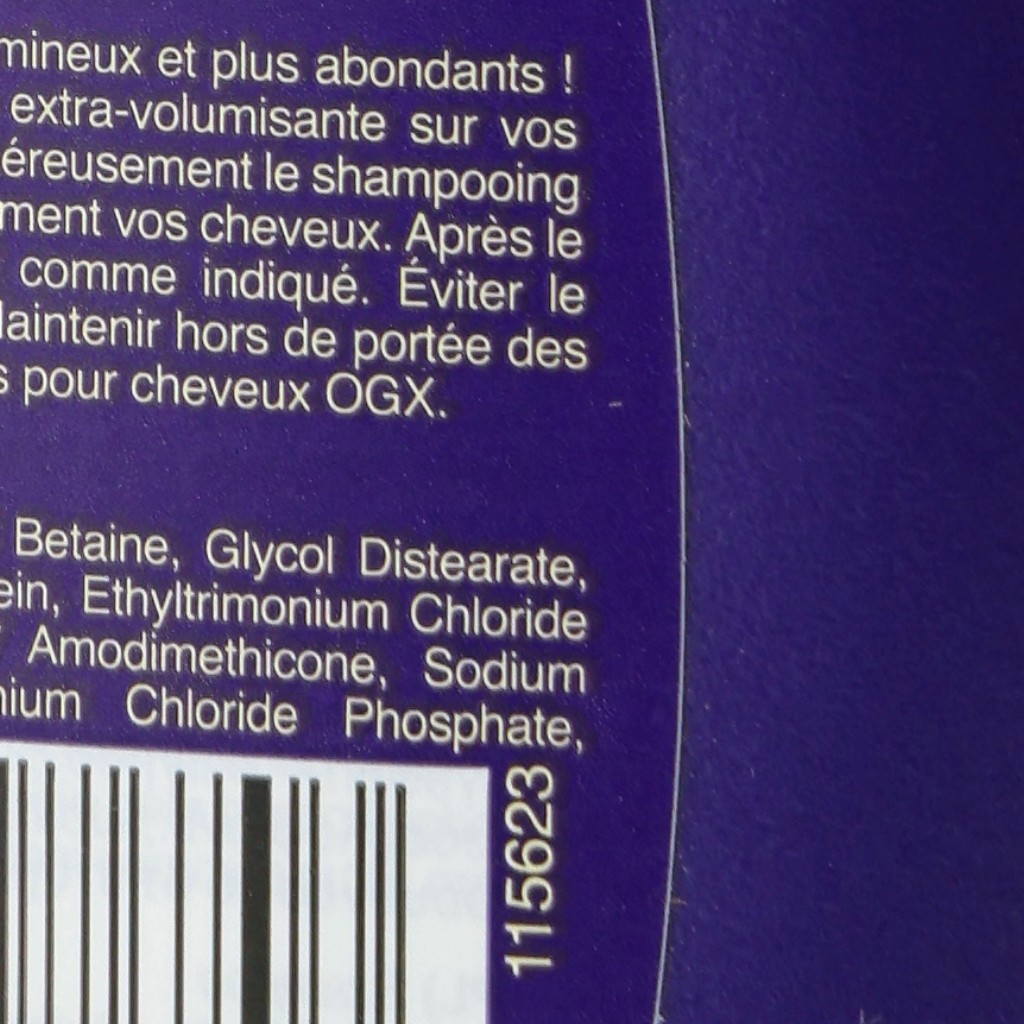 mineux et plus abondants !
extra-volumisante sur vos
éreusement le shampooing
ment vos cheveux. Après le
comme indiqué. Éviter le
aintenir hors de portée des
s pour cheveux OGX.
Betaine, Glycol Distearate,
ein, Ethyltrimonium Chloride
Amodimethicone, Sodium
nium Chloride Phosphate,
115623